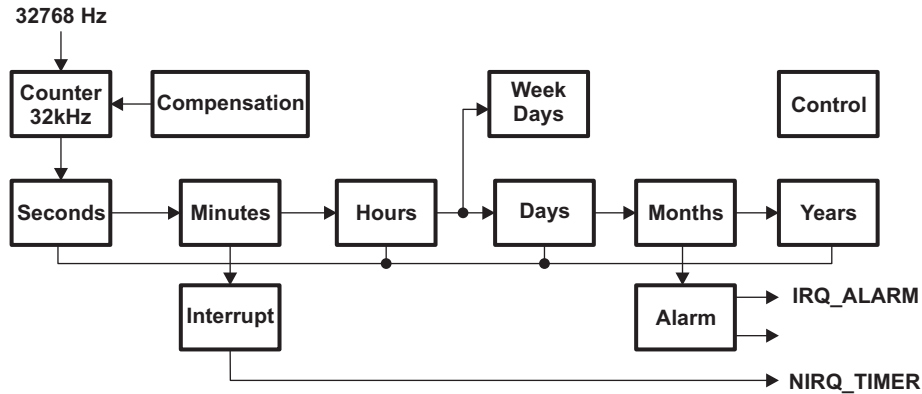 32768 Hz
Counter
32kHz
Compensation
Week
Days
Control
Seconds
Minutes
Hours
Days
Months
Years
Interrupt
Alarm
IRQ_ALARM
NIRQ_TIMER